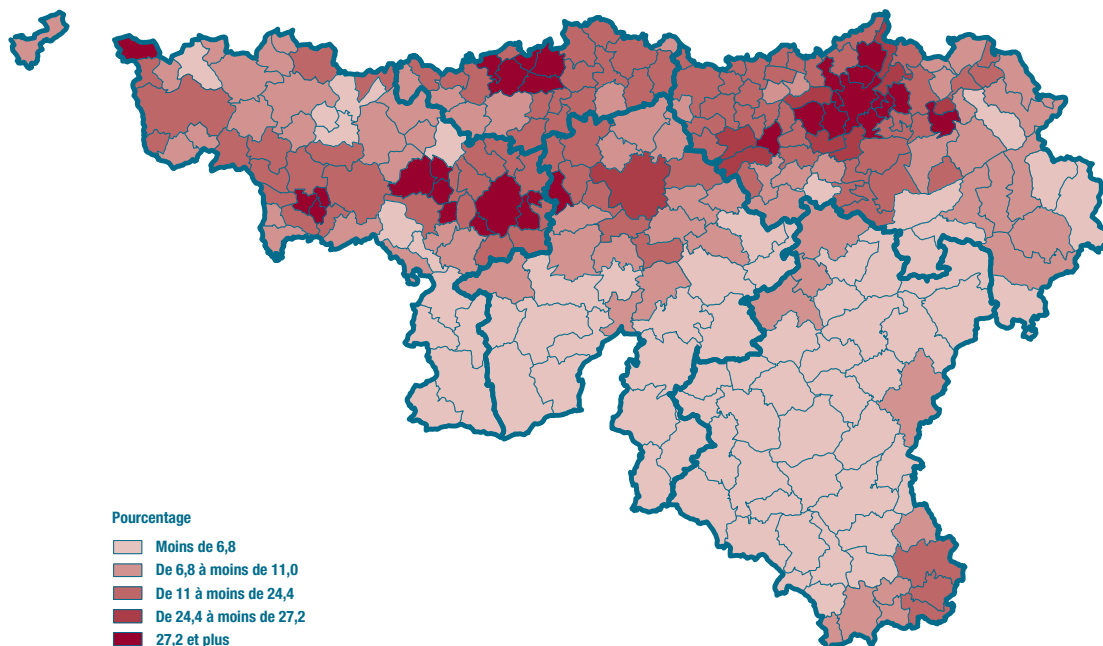 Pourcentage
Moins de 6,8
De 6,8 à moins de 11,0
De 11 à moins de 24,4
De 24,4 à moins de 27,2
27,2 et plus